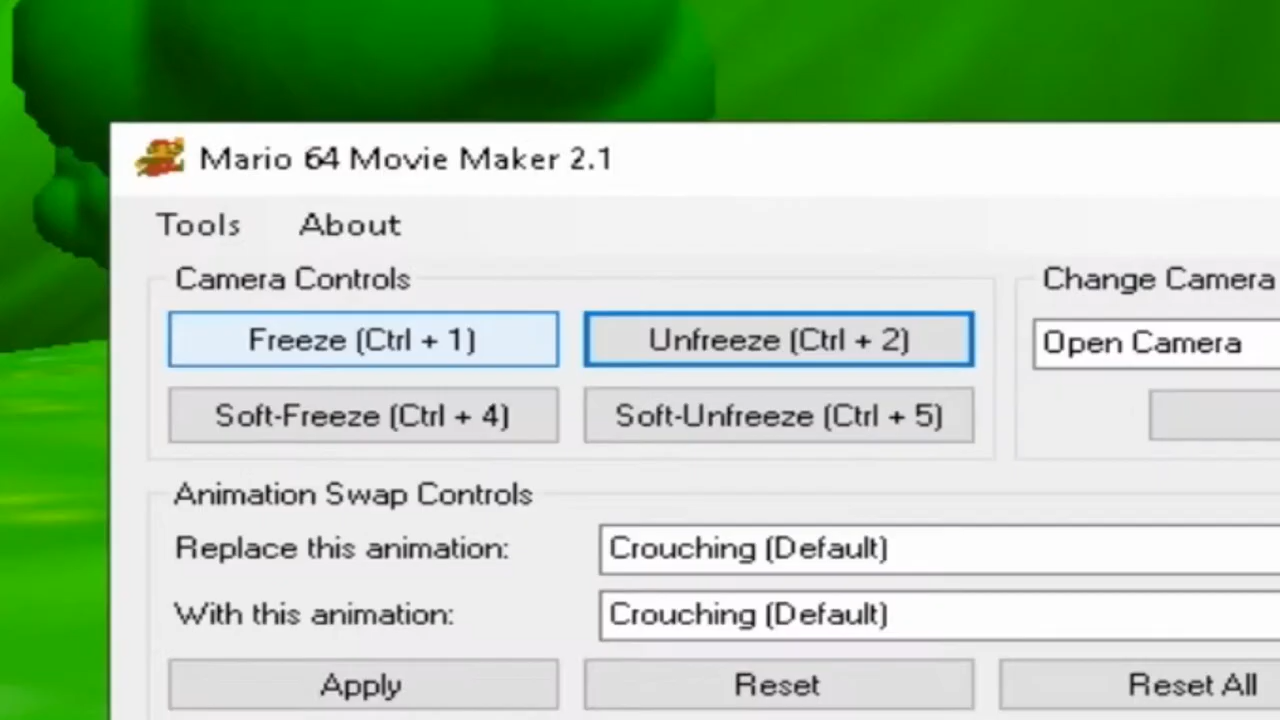 Mario 64 Movie Maker 2.1
Tools About
Camera Controls
Change Camera
Freeze (Ctrl + 1)
Unfreeze (Ctrl + 2)
Open Camera
Soft-Freeze (Ctrl + 4)
Soft-Unfreeze (Ctrl + 5)
Animation Swap Controls
Replace this animation: Crouching (Default)
With this animation: Crouching (Default)
Apply Reset Reset All